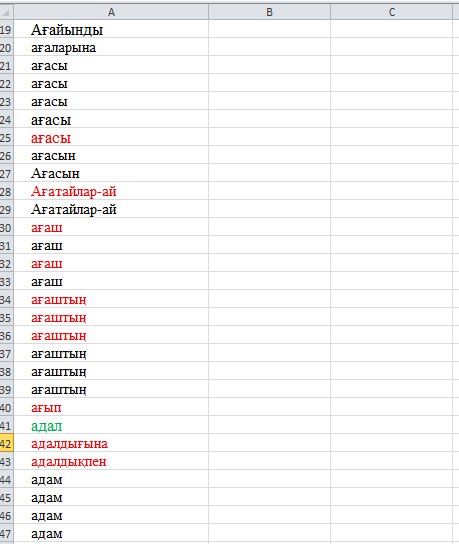 A B C
19 Ағайынды
20 ағаларына
21 ағасы
22 ағасы
23 ағасы
24 ағасы
25 ағасы
26 ағасын
27 Ағасын
28 Ағатайлар-ай
29 Ағатайлар-ай
30 ағаш
31 ағаш
32 ағаш
33 ағаш
34 ағаштың
35 ағаштың
36 ағаштың
37 ағаштың
38 ағаштың
39 ағаштың
40 ағып
41 адал
42 адалдығына
43 адалдықпен
44 адам
45 адам
46 адам
47 адам